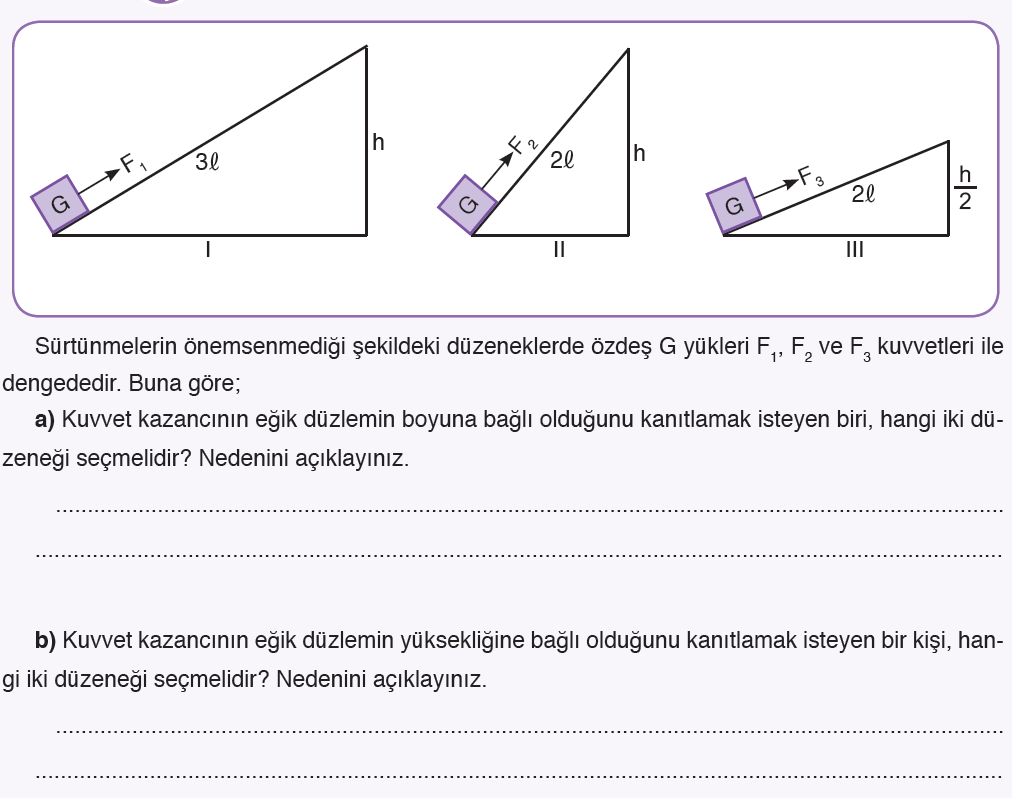 G F₁ 3ℓ h
I
G F₂ 2ℓ h
II
G F₃ 2ℓ h/2
III
Sürtünmelerin önemsenmediği şekildeki düzeneklerde özdeş G yükleri F₁, F₂ ve F₃ kuvvetleri ile
dengededir. Buna göre;
a) Kuvvet kazancının eğik düzlemin boyuna bağlı olduğunu kanıtlamak isteyen biri, hangi iki dü-
zeneği seçmelidir? Nedenini açıklayınız.
b) Kuvvet kazancının eğik düzlemin yüksekliğine bağlı olduğunu kanıtlamak isteyen bir kişi, han-
gi iki düzeneği seçmelidir? Nedenini açıklayınız.